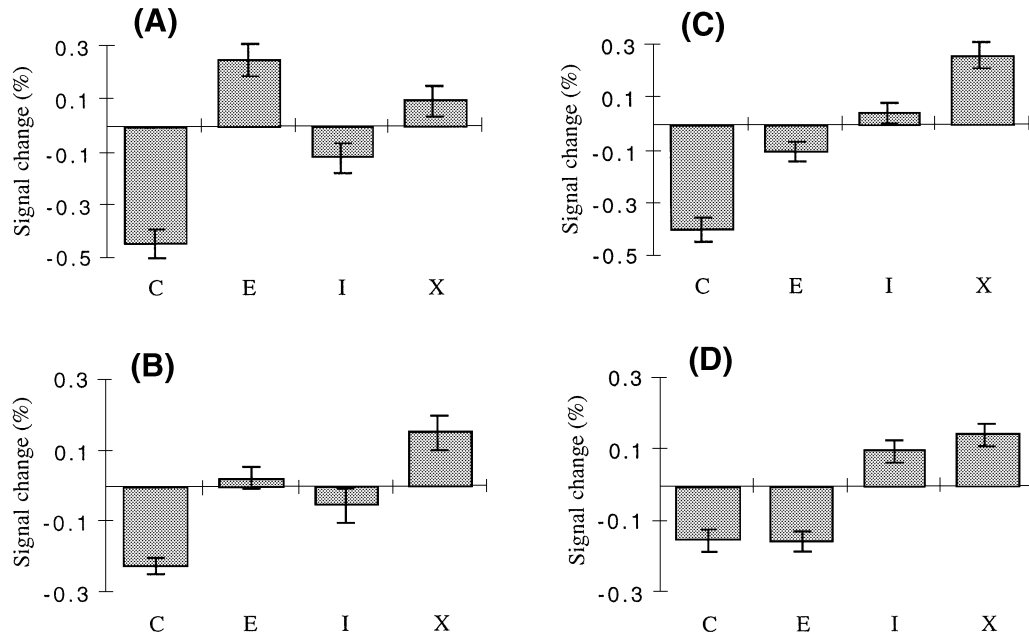 (A)
Signal change (%)
0.3
0.1
-0.1
-0.3
-0.5
C E I X
(C)
Signal change (%)
0.3
0.1
-0.1
-0.3
-0.5
C E I X
(B)
Signal change (%)
0.3
0.1
-0.1
-0.3
C E I X
(D)
Signal change (%)
0.3
0.1
-0.1
-0.3
C E I X